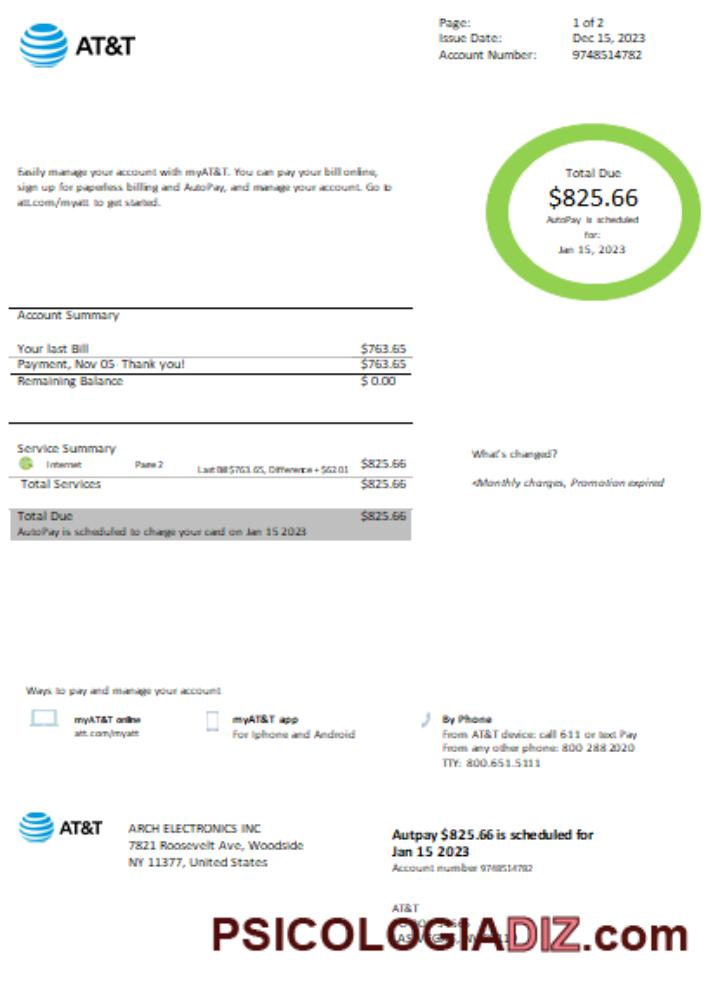 AT&T
Page: 1 of 2
Issue Date: Dec 15, 2023
Account Number: 9748514782
Easily manage your account with myAT&T. You can pay your bill online,
sign up for paperless billing and AutoPay, and manage your account. Go to
att.com/myatt to get started.
Total Due
$825.66
AutoPay is scheduled
for:
Jan 15, 2023
Account Summary
Your last Bill $763.65
Payment, Nov 05- Thank you! $763.65
Remaining Balance $ 0.00
Service Summary
Internet Page 2 Last Bill $763.65, Difference + $62.01 $825.66
Total Services $825.66
What's changed?
<Monthly charges, Promotion expired
Total Due $825.66
AutoPay is scheduled to charge your card on Jan 15 2023
Ways to pay and manage your account
myAT&T online
att.com/myatt
myAT&T app
For Iphone and Android
By Phone
From AT&T device: call 611 or text Pay
From any other phone: 800 288 2020
TTY: 800.651.5111
AT&T
ARCH ELECTRONICS INC
7821 Roosevelt Ave, Woodside
NY 11377, United States
Autpay $825.66 is scheduled for
Jan 15 2023
Account number 9748514782
AT&T
LAS VEGAS,
PSICOLOGIADIZ.com